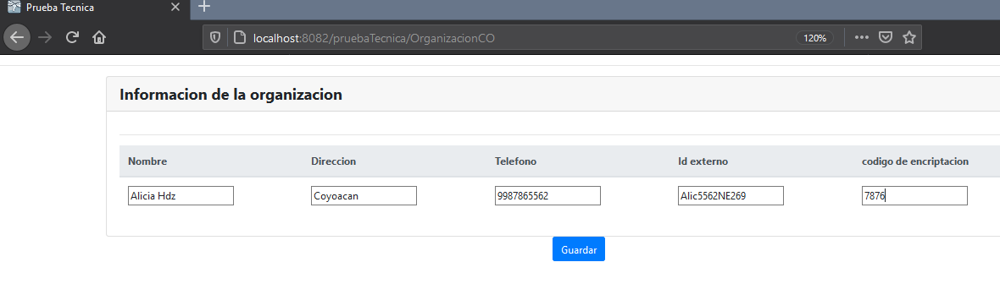 Prueba Tecnica
localhost:8082/pruebaTecnica/OrganizacionCO
120%
Informacion de la organizacion
Nombre Direccion Telefono Id externo codigo de encriptacion
Alicia Hdz Coyoacan 9987865562 Alic5562NE269 7876
Guardar